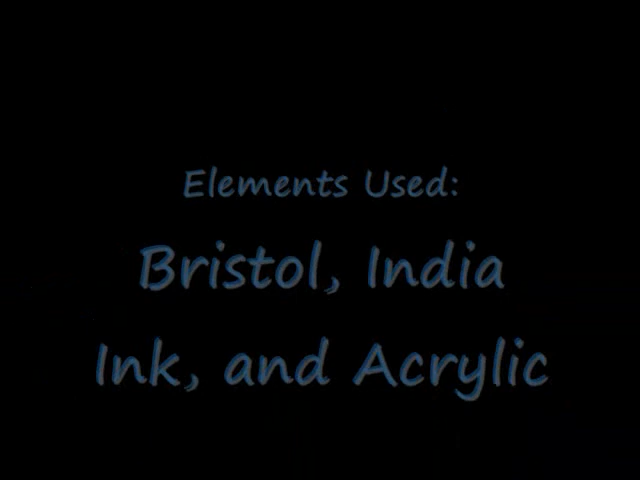 Elements Used:
Bristol, India
Ink, and Acrylic